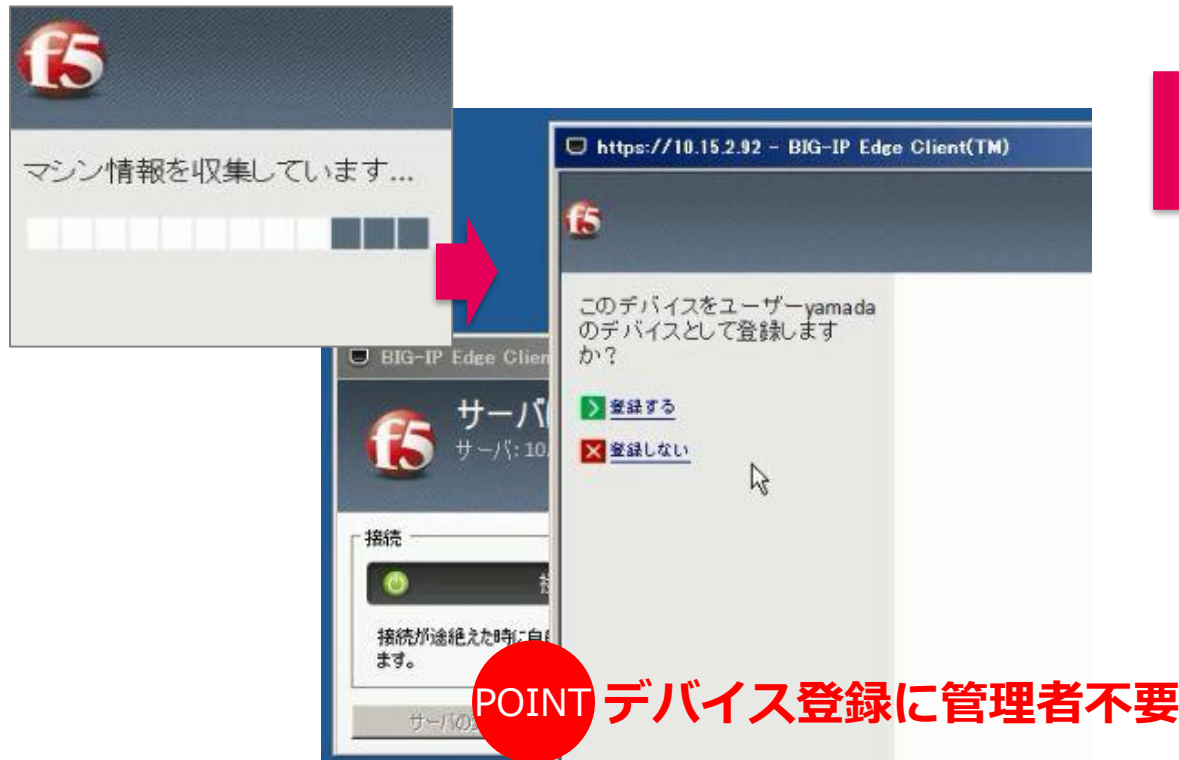 f5
マシン情報を収集しています...
https://10.15.2.92 - BIG-IP Edge Client(TM)
f5
このデバイスをユーザーyamada
のデバイスとして登録します
か？
登録する
登録しない
BIG-IP Edge Clien
f5
サーバ
サーバ: 10.
接続
接続が途絶えた時に自
ます。
サーバの
POINT デバイス登録に管理者不要